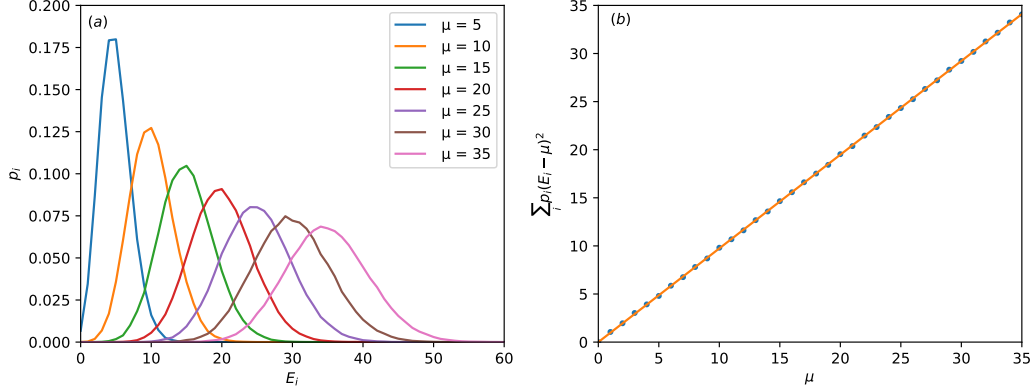 (a)
0.200
0.175
0.150
0.125
0.100
0.075
0.050
0.025
0.000
p_i
μ = 5
μ = 10
μ = 15
μ = 20
μ = 25
μ = 30
μ = 35
0 10 20 30 40 50 60
E_i
(b)
35
30
25
20
15
10
5
0
∑_i p_i(E_i − μ)²
0 5 10 15 20 25 30 35
μ